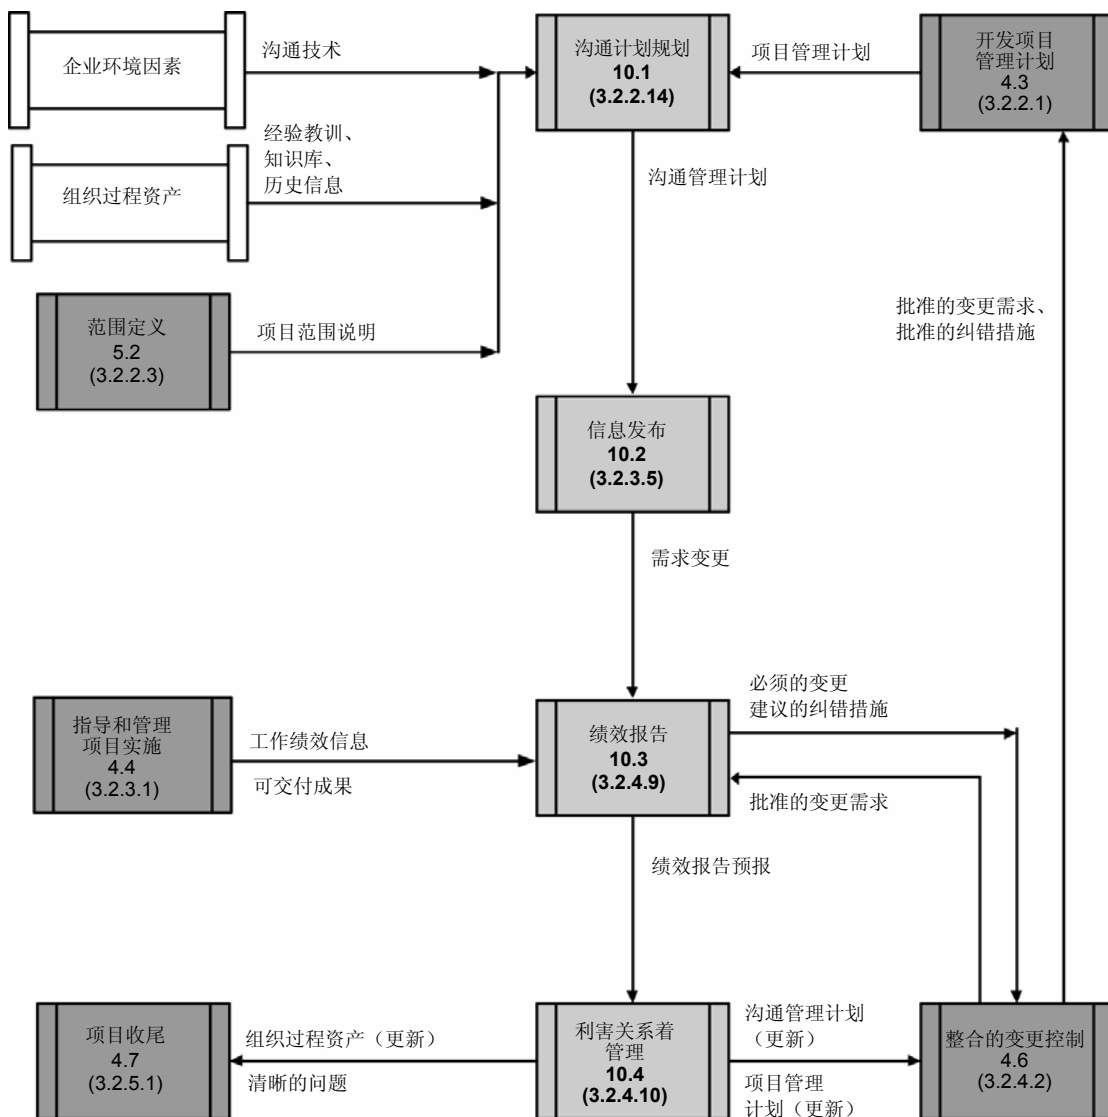 企业环境因素
沟通技术
沟通计划规划
10.1
(3.2.2.14)
项目管理计划
开发项目
管理计划
4.3
(3.2.2.1)
组织过程资产
经验教训、
知识库、
历史信息
沟通管理计划
范围定义
5.2
(3.2.2.3)
项目范围说明
批准的变更需求、
批准的纠错措施
信息发布
10.2
(3.2.3.5)
需求变更
指导和管理
项目实施
4.4
(3.2.3.1)
工作绩效信息
可交付成果
绩效报告
10.3
(3.2.4.9)
必须的变更
建议的纠错措施
批准的变更需求
绩效报告预报
项目收尾
4.7
(3.2.5.1)
组织过程资产（更新）
清晰的问题
利害关系着
管理
10.4
(3.2.4.10)
沟通管理计划
（更新）
项目管理
计划（更新）
整合的变更控制
4.6
(3.2.4.2)